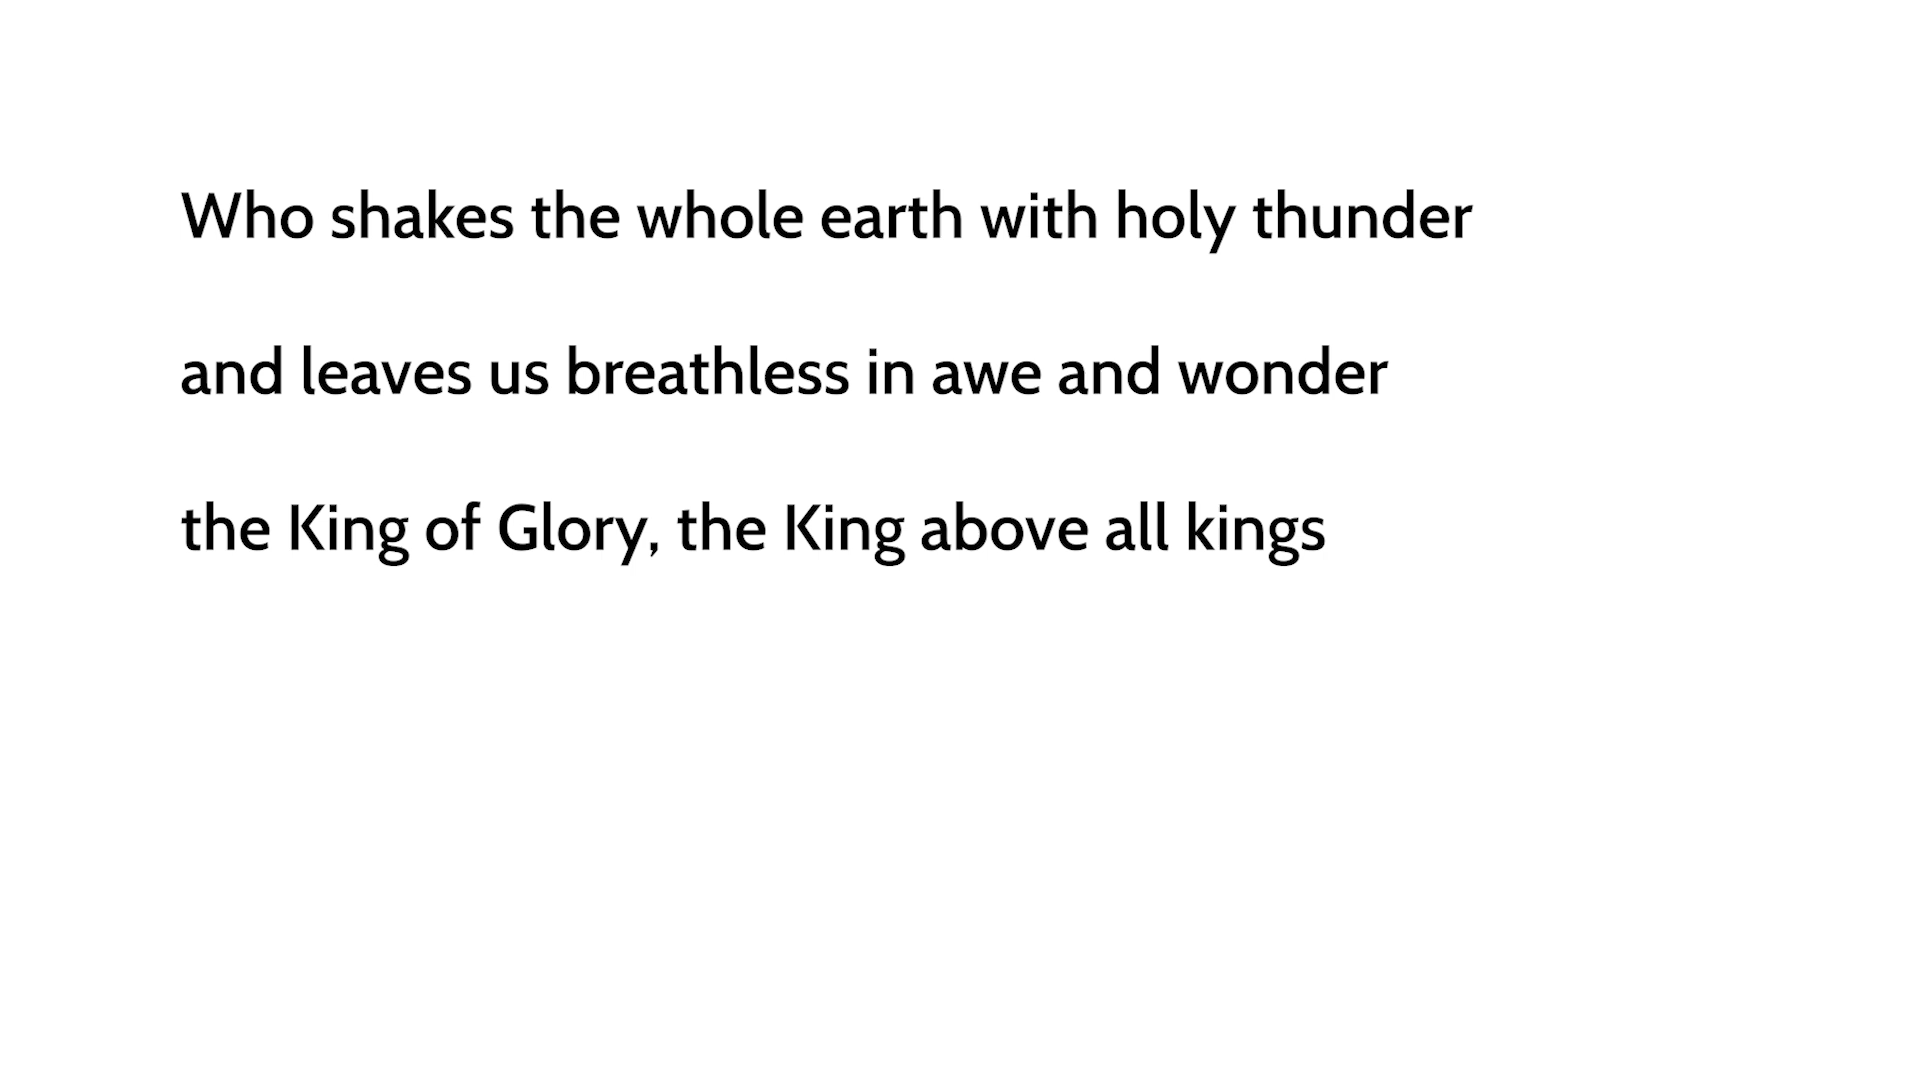 Who shakes the whole earth with holy thunder
and leaves us breathless in awe and wonder
the King of Glory, the King above all kings